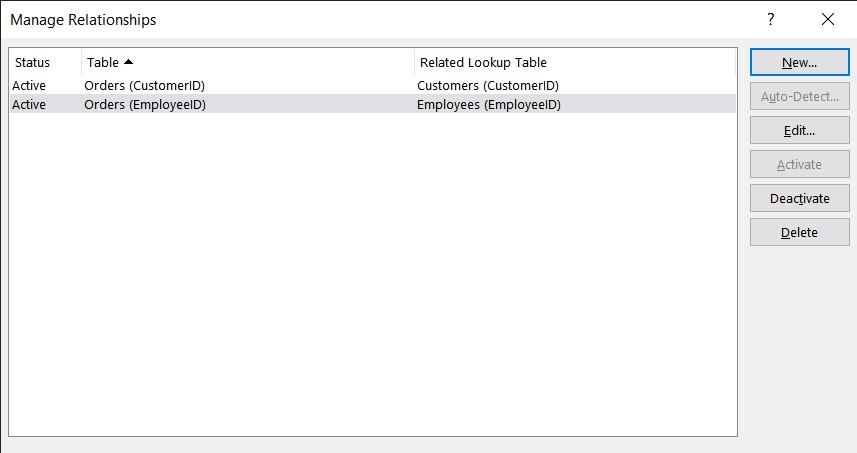 Manage Relationships ?
Status Table Related Lookup Table
Active Orders (CustomerID) Customers (CustomerID)
Active Orders (EmployeeID) Employees (EmployeeID)
New...
Auto-Detect...
Edit...
Activate
Deactivate
Delete